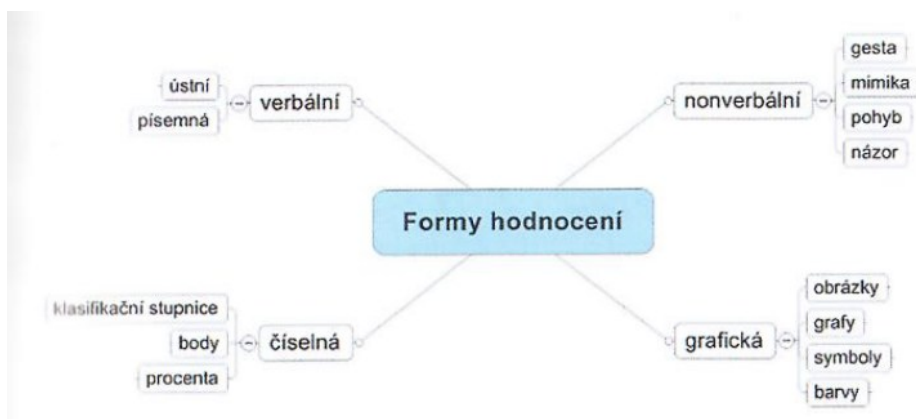 ústní
písemná
verbální
nonverbální
gesta
mimika
pohyb
názor
Formy hodnocení
klasifikační stupnice
body
procenta
číselná
grafická
obrázky
grafy
symboly
barvy